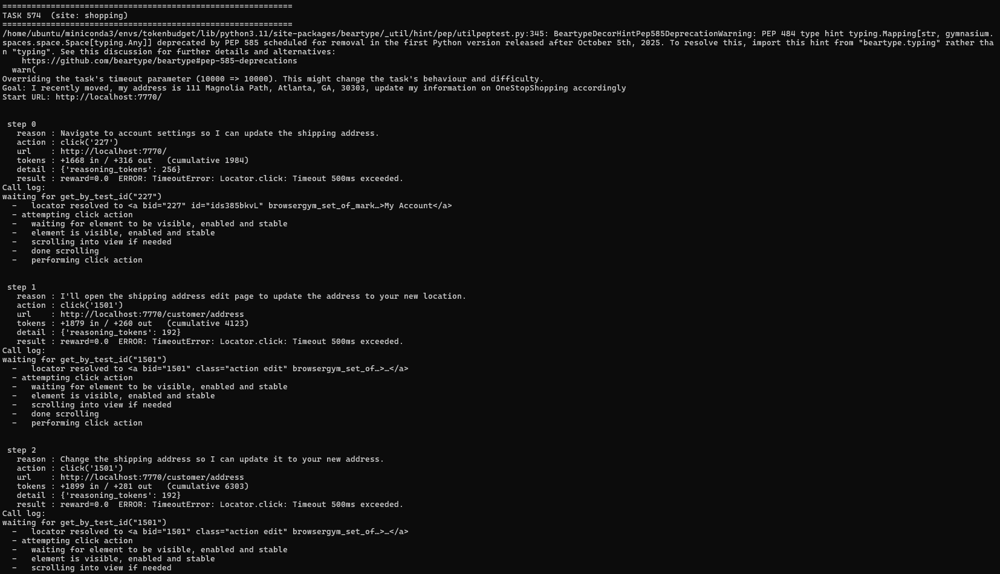 ============================================================
TASK 574  (site: shopping)
============================================================
/home/ubuntu/miniconda3/envs/tokenbudget/lib/python3.11/site-packages/beartype/_util/hint/pep/utilpeptest.py:345: BeartypeDecorHintPep585DeprecationWarning: PEP 484 type hint typing.Mapping[str, gymnasium.
spaces.space.Space[typing.Any]] deprecated by PEP 585 scheduled for removal in the first Python version released after October 5th, 2025. To resolve this, import this hint from "beartype.typing" rather tha
n "typing". See this discussion for further details and alternatives:
    https://github.com/beartype/beartype#pep-585-deprecations
  warn(
Overriding the task's timeout parameter (10000 => 10000). This might change the task's behaviour and difficulty.
Goal: I recently moved, my address is 111 Magnolia Path, Atlanta, GA, 30303, update my information on OneStopShopping accordingly
Start URL: http://localhost:7770/
 step 0
   reason : Navigate to account settings so I can update the shipping address.
   action : click('227')
   url    : http://localhost:7770/
   tokens : +1668 in / +316 out   (cumulative 1984)
   detail : {'reasoning_tokens': 256}
   result : reward=0.0  ERROR: TimeoutError: Locator.click: Timeout 500ms exceeded.
Call log:
waiting for get_by_test_id("227")
  -   locator resolved to <a bid="227" id="ids385bkvL" browsergym_set_of_mark…>My Account</a>
  - attempting click action
  -   waiting for element to be visible, enabled and stable
  -   element is visible, enabled and stable
  -   scrolling into view if needed
  -   done scrolling
  -   performing click action
 step 1
   reason : I'll open the shipping address edit page to update the address to your new location.
   action : click('1501')
   url    : http://localhost:7770/customer/address
   tokens : +1879 in / +260 out   (cumulative 4123)
   detail : {'reasoning_tokens': 192}
   result : reward=0.0  ERROR: TimeoutError: Locator.click: Timeout 500ms exceeded.
Call log:
waiting for get_by_test_id("1501")
  -   locator resolved to <a bid="1501" class="action edit" browsergym_set_of…>…</a>
  - attempting click action
  -   waiting for element to be visible, enabled and stable
  -   element is visible, enabled and stable
  -   scrolling into view if needed
  -   done scrolling
  -   performing click action
 step 2
   reason : Change the shipping address so I can update it to your new address.
   action : click('1501')
   url    : http://localhost:7770/customer/address
   tokens : +1899 in / +281 out   (cumulative 6303)
   detail : {'reasoning_tokens': 192}
   result : reward=0.0  ERROR: TimeoutError: Locator.click: Timeout 500ms exceeded.
Call log:
waiting for get_by_test_id("1501")
  -   locator resolved to <a bid="1501" class="action edit" browsergym_set_of…>…</a>
  - attempting click action
  -   waiting for element to be visible, enabled and stable
  -   element is visible, enabled and stable
  -   scrolling into view if needed